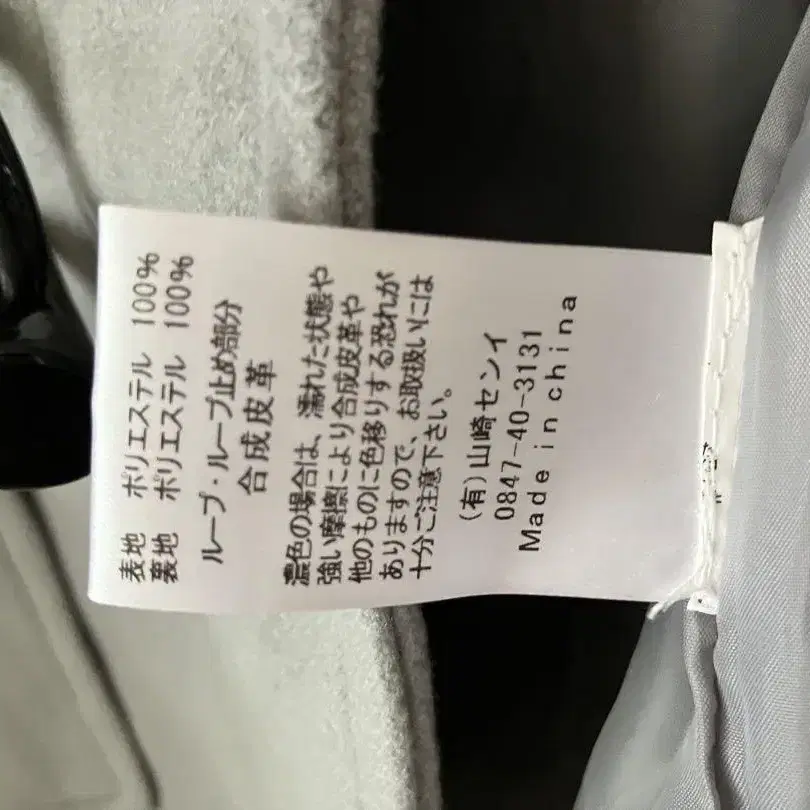 表地 ポリエステル 100%
裏地 ポリエステル 100%
ループ・ループ止め部分
合成皮革
濃色の場合は、濡れた状態や
強い摩擦により合成皮革や
他のものに色移りする恐れが
ありますので、お取扱いには
十分ご注意下さい。
(有)山崎センイ
0847-40-3131
Made in china